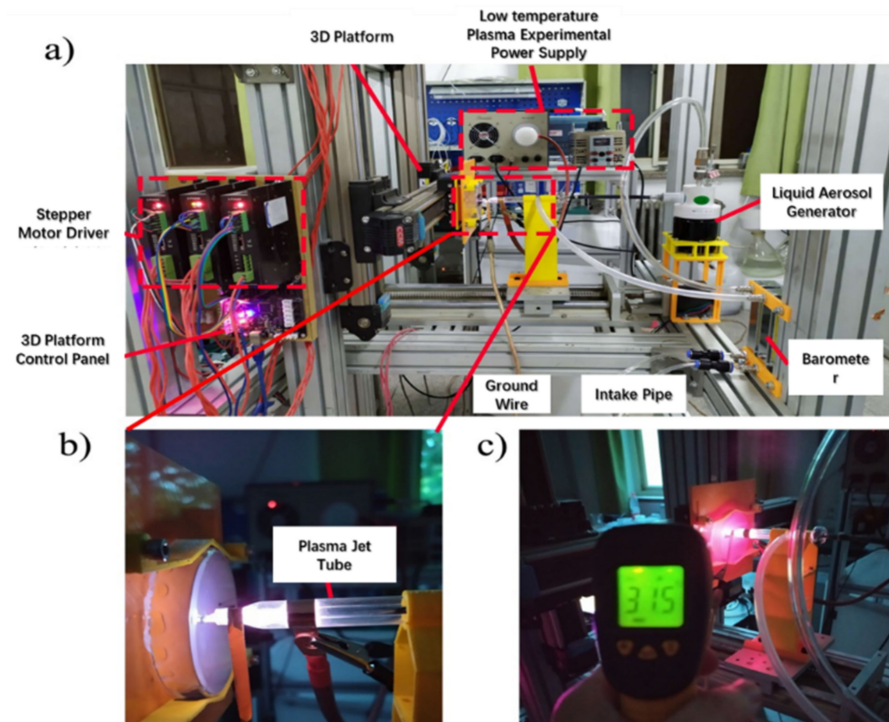 a)
3D Platform
Low temperature
Plasma Experimental
Power Supply
Stepper
Motor Driver
Liquid Aerosol
Generator
3D Platform
Control Panel
Ground
Wire
Intake Pipe
Baromete
r
b)
Plasma Jet
Tube
c)
31.5